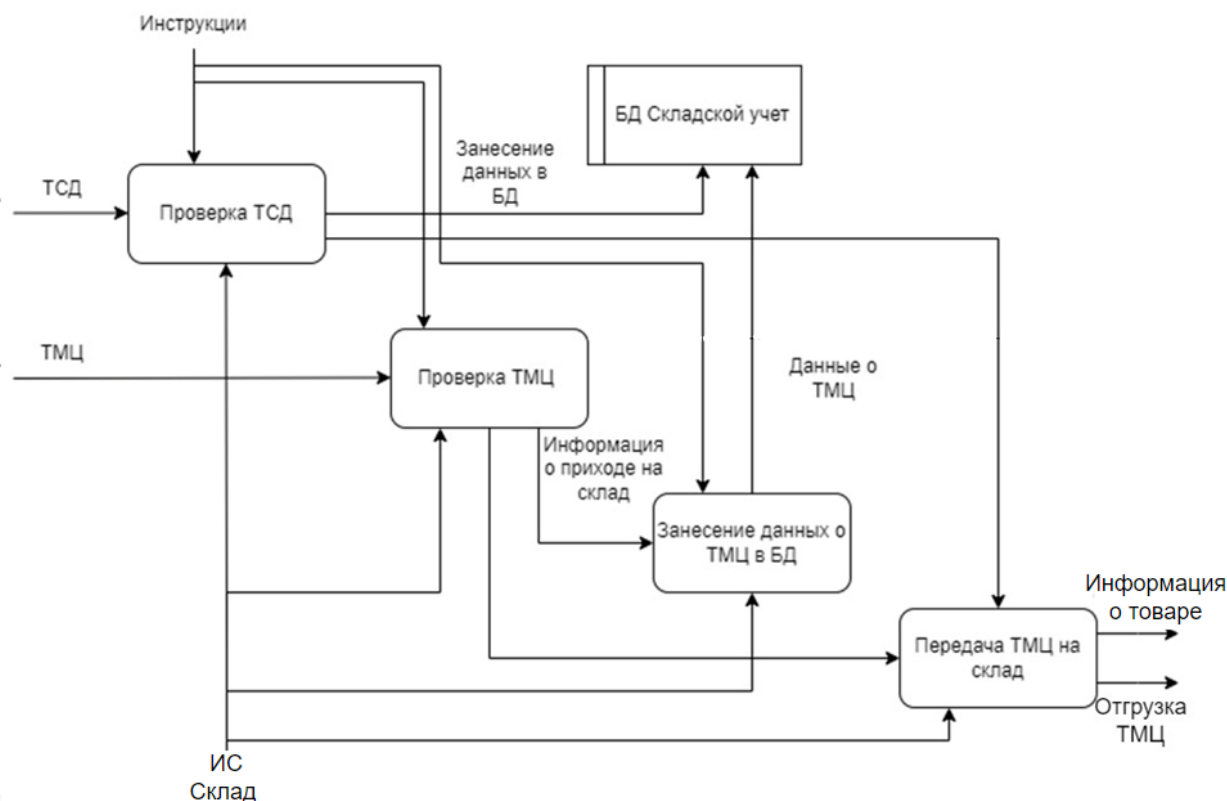 Инструкции
БД Складской учет
Занесение
данных в
БД
ТСД
Проверка ТСД
ТМЦ
Проверка ТМЦ
Данные о
ТМЦ
Информация
о приходе на
склад
Занесение данных о
ТМЦ в БД
Информация
о товаре
Передача ТМЦ на
склад
Отгрузка
ТМЦ
ИС
Склад